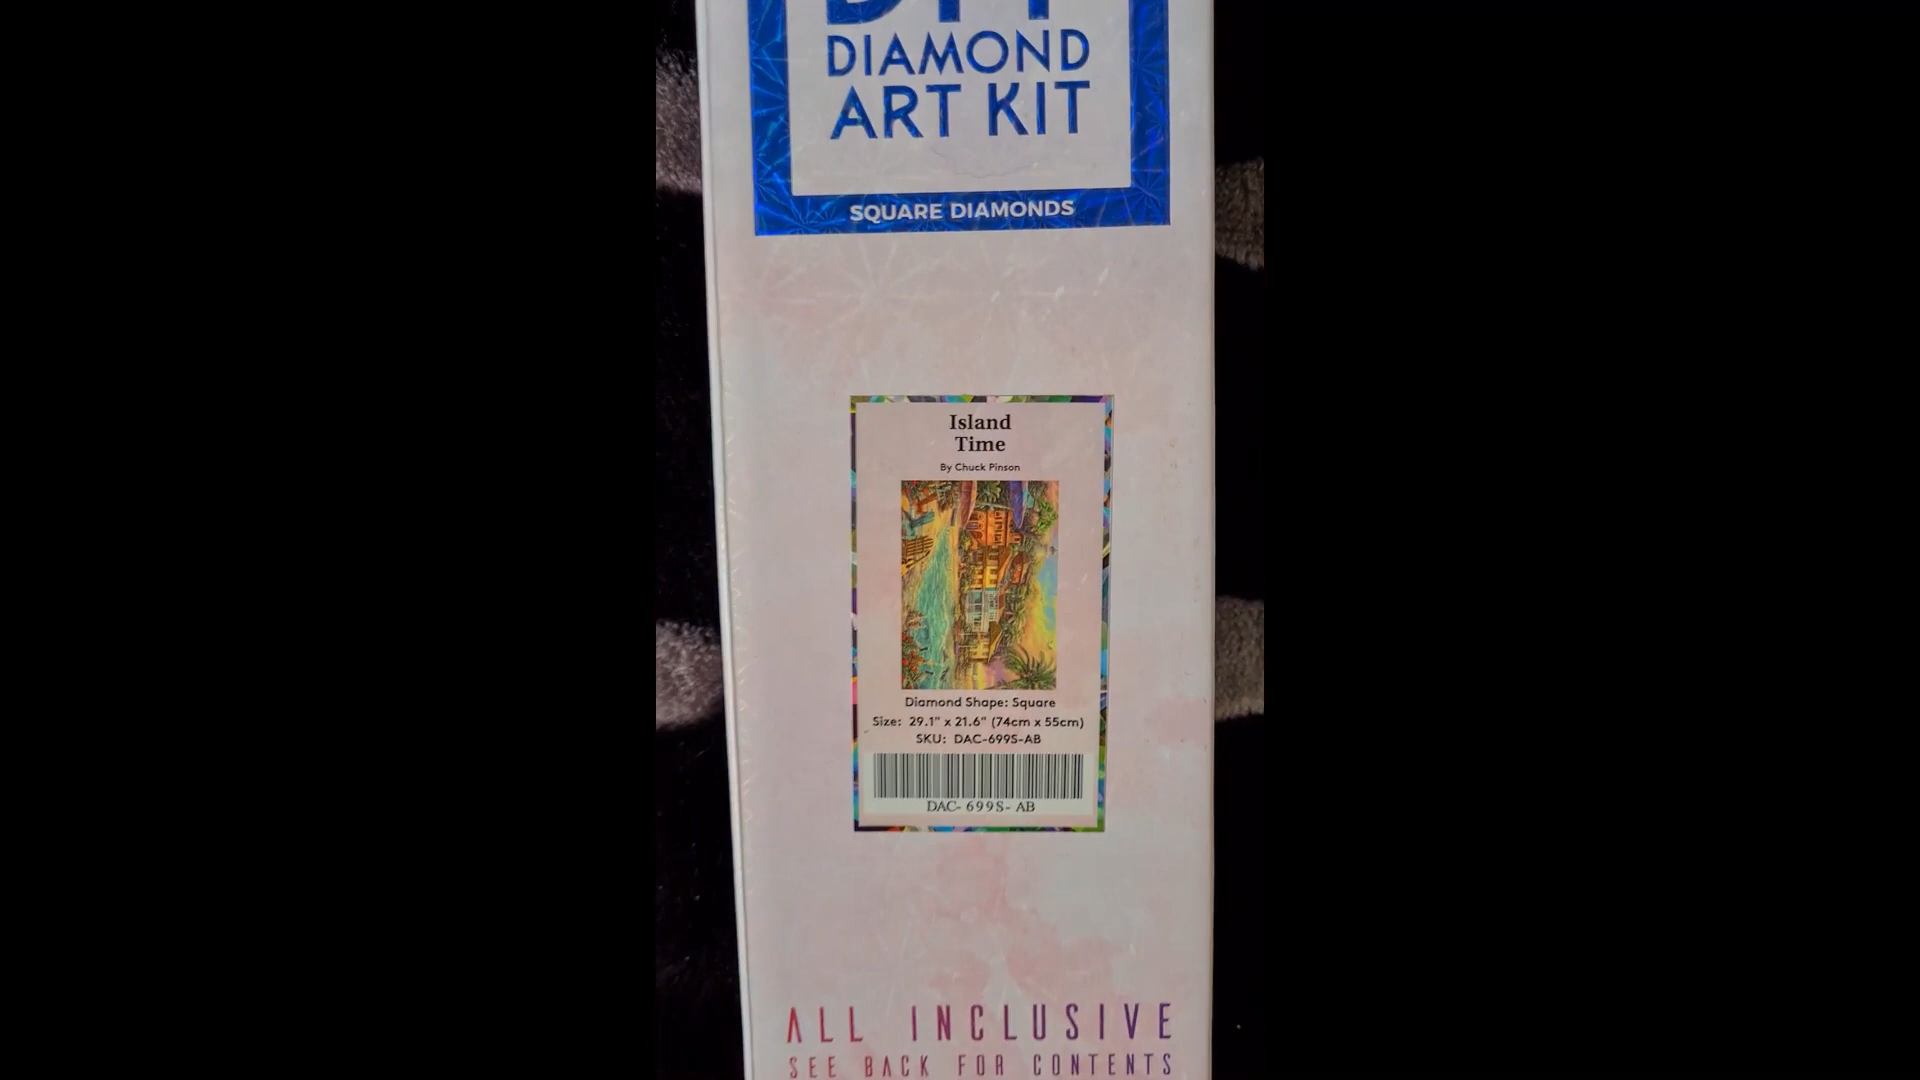 DIAMOND
ART KIT
SQUARE DIAMONDS
Island
Time
By Chuck Pinson
Diamond Shape: Square
Size: 29.1" x 21.6" (74cm x 55cm)
SKU: DAC-699S-AB
DAC- 699S- AB
ALL INCLUSIVE
SEE BACK FOR CONTENTS